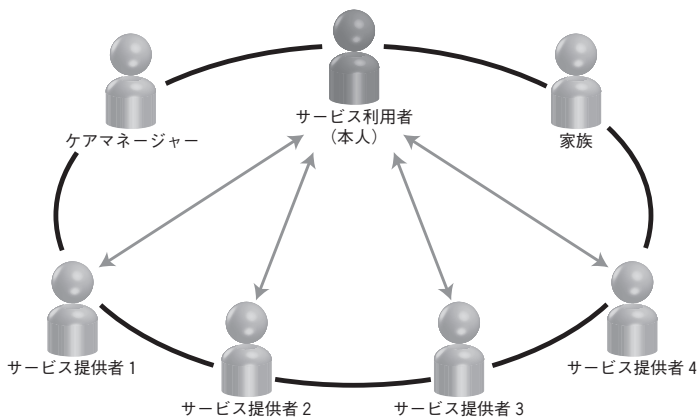 サービス利用者
（本人）
ケアマネージャー
家族
サービス提供者 1
サービス提供者 4
サービス提供者 2
サービス提供者 3